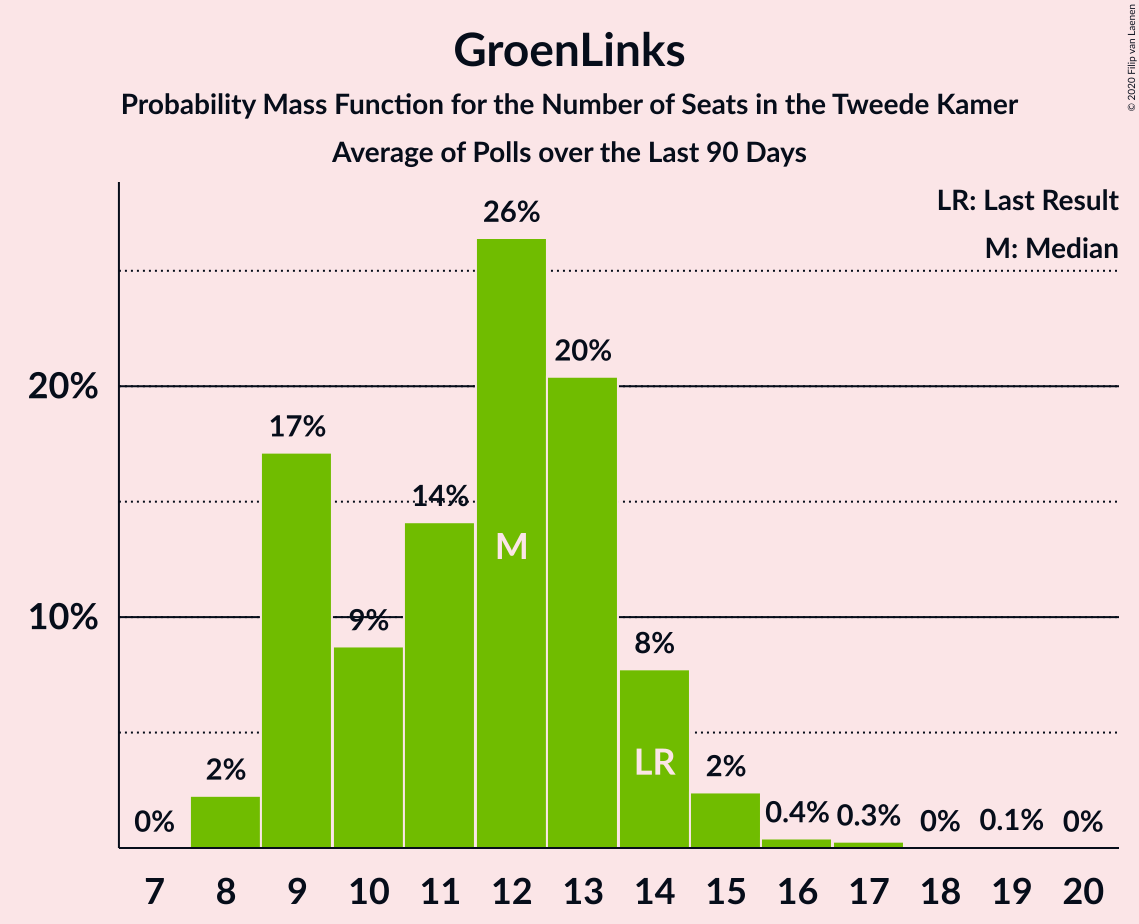 GroenLinks
Probability Mass Function for the Number of Seats in the Tweede Kamer
Average of Polls over the Last 90 Days
© 2020 Filip van Laenen
LR: Last Result
M: Median
26%
20%
20%
17%
14%
M
10%
9%
8%
LR
2%
2%
0%
0.4%
0.3%
0%
0.1%
0%
7 8 9 10 11 12 13 14 15 16 17 18 19 20